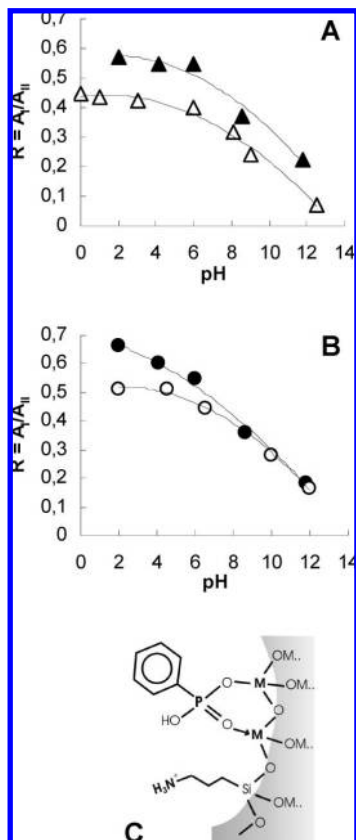 A
R = A_I/A_II
0,7
0,6
0,5
0,4
0,3
0,2
0,1
0
0 2 4 6 8 10 12 14
pH
B
R = A_I/A_II
0,7
0,6
0,5
0,4
0,3
0,2
0,1
0
0 2 4 6 8 10 12 14
pH
OM..
O M OM..
P O
HO O M OM..
O
H₃N⁺ Si OM..
O
C